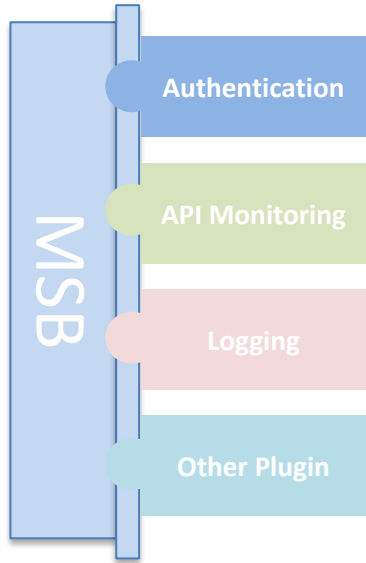 MSB
Authentication
API Monitoring
Logging
Other Plugin